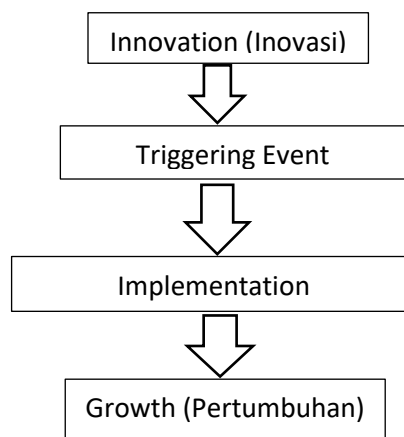 Innovation (Inovasi)
Triggering Event
Implementation
Growth (Pertumbuhan)